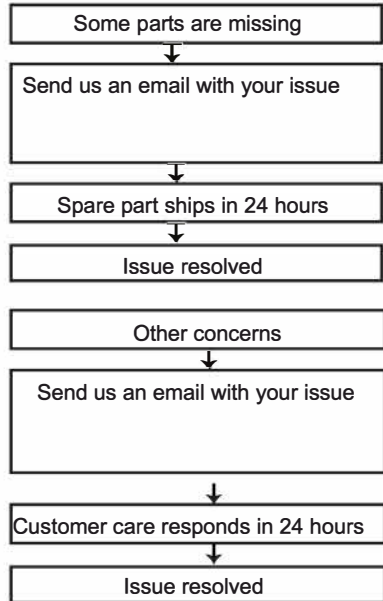 Some parts are missing
Send us an email with your issue
Spare part ships in 24 hours
Issue resolved
Other concerns
Send us an email with your issue
Customer care responds in 24 hours
Issue resolved